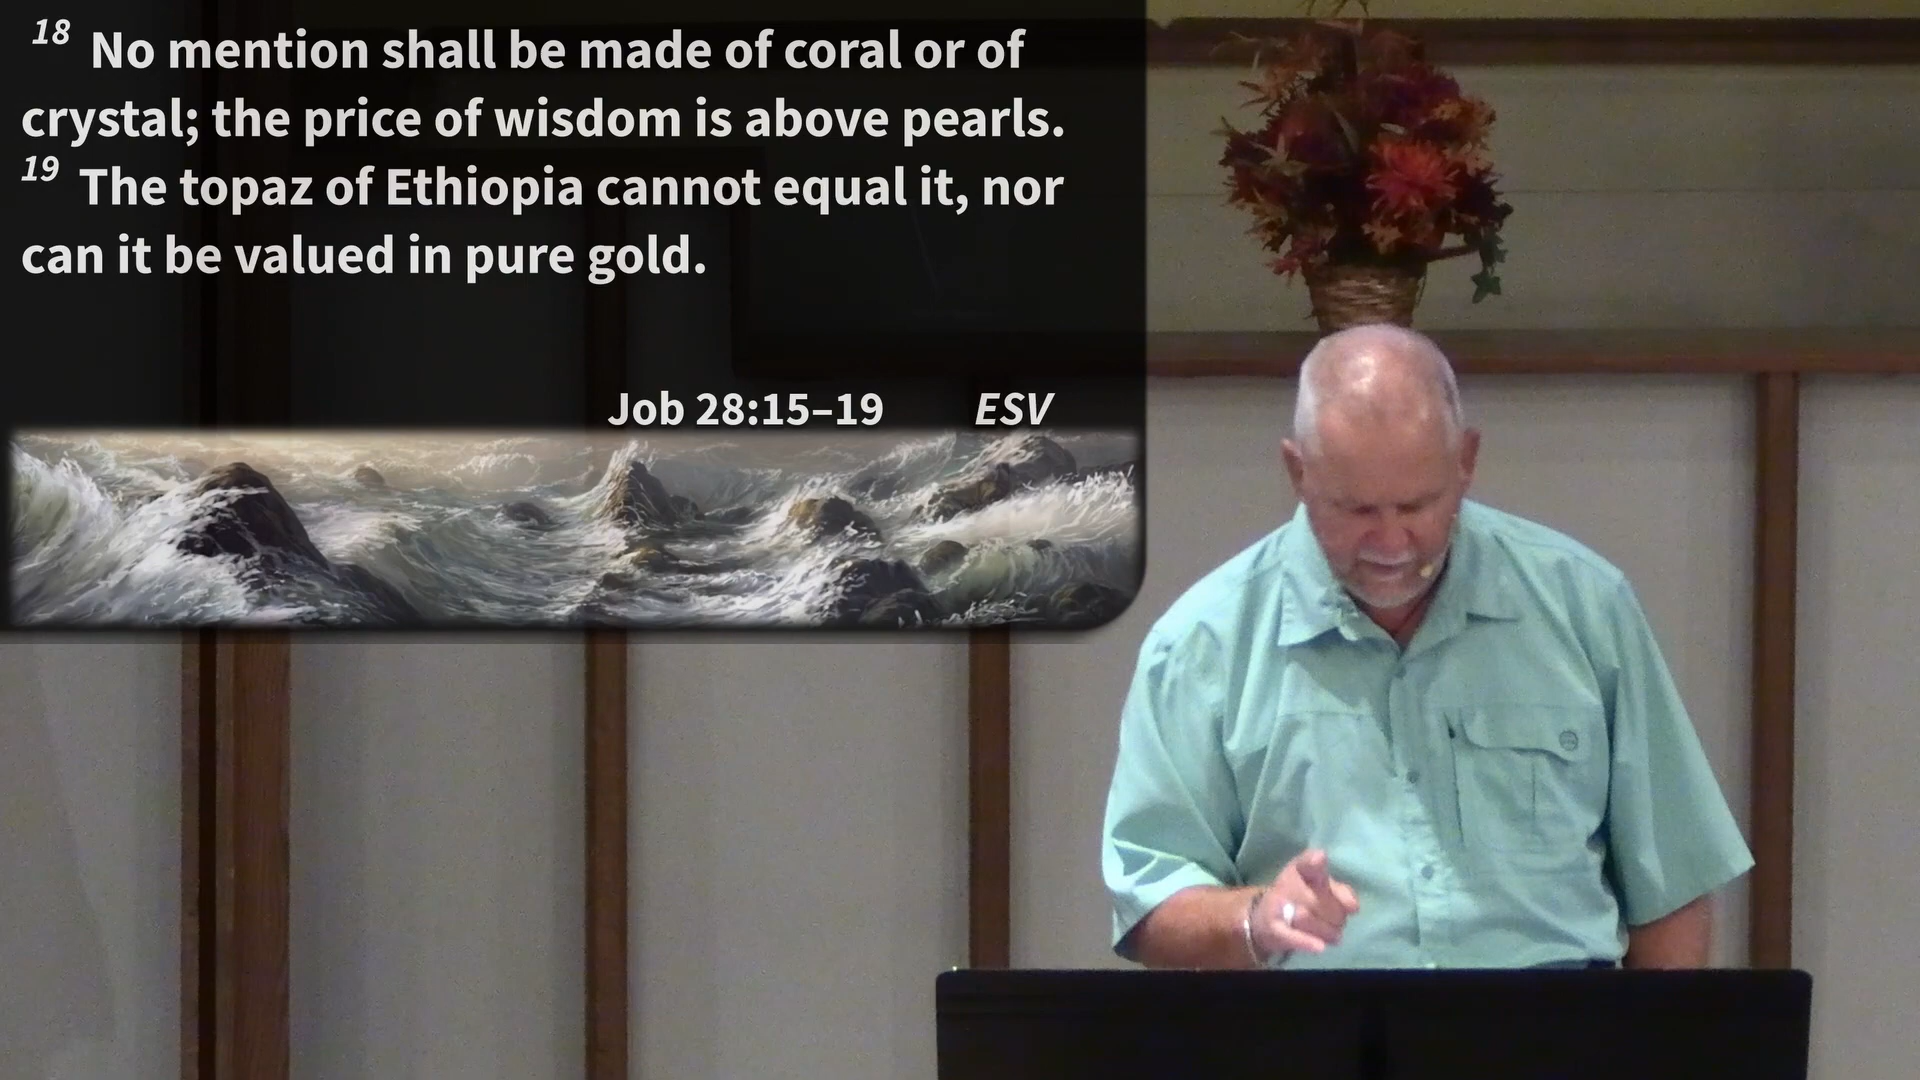 18 No mention shall be made of coral or of
crystal; the price of wisdom is above pearls.
19 The topaz of Ethiopia cannot equal it, nor
can it be valued in pure gold.
Job 28:15–19 ESV